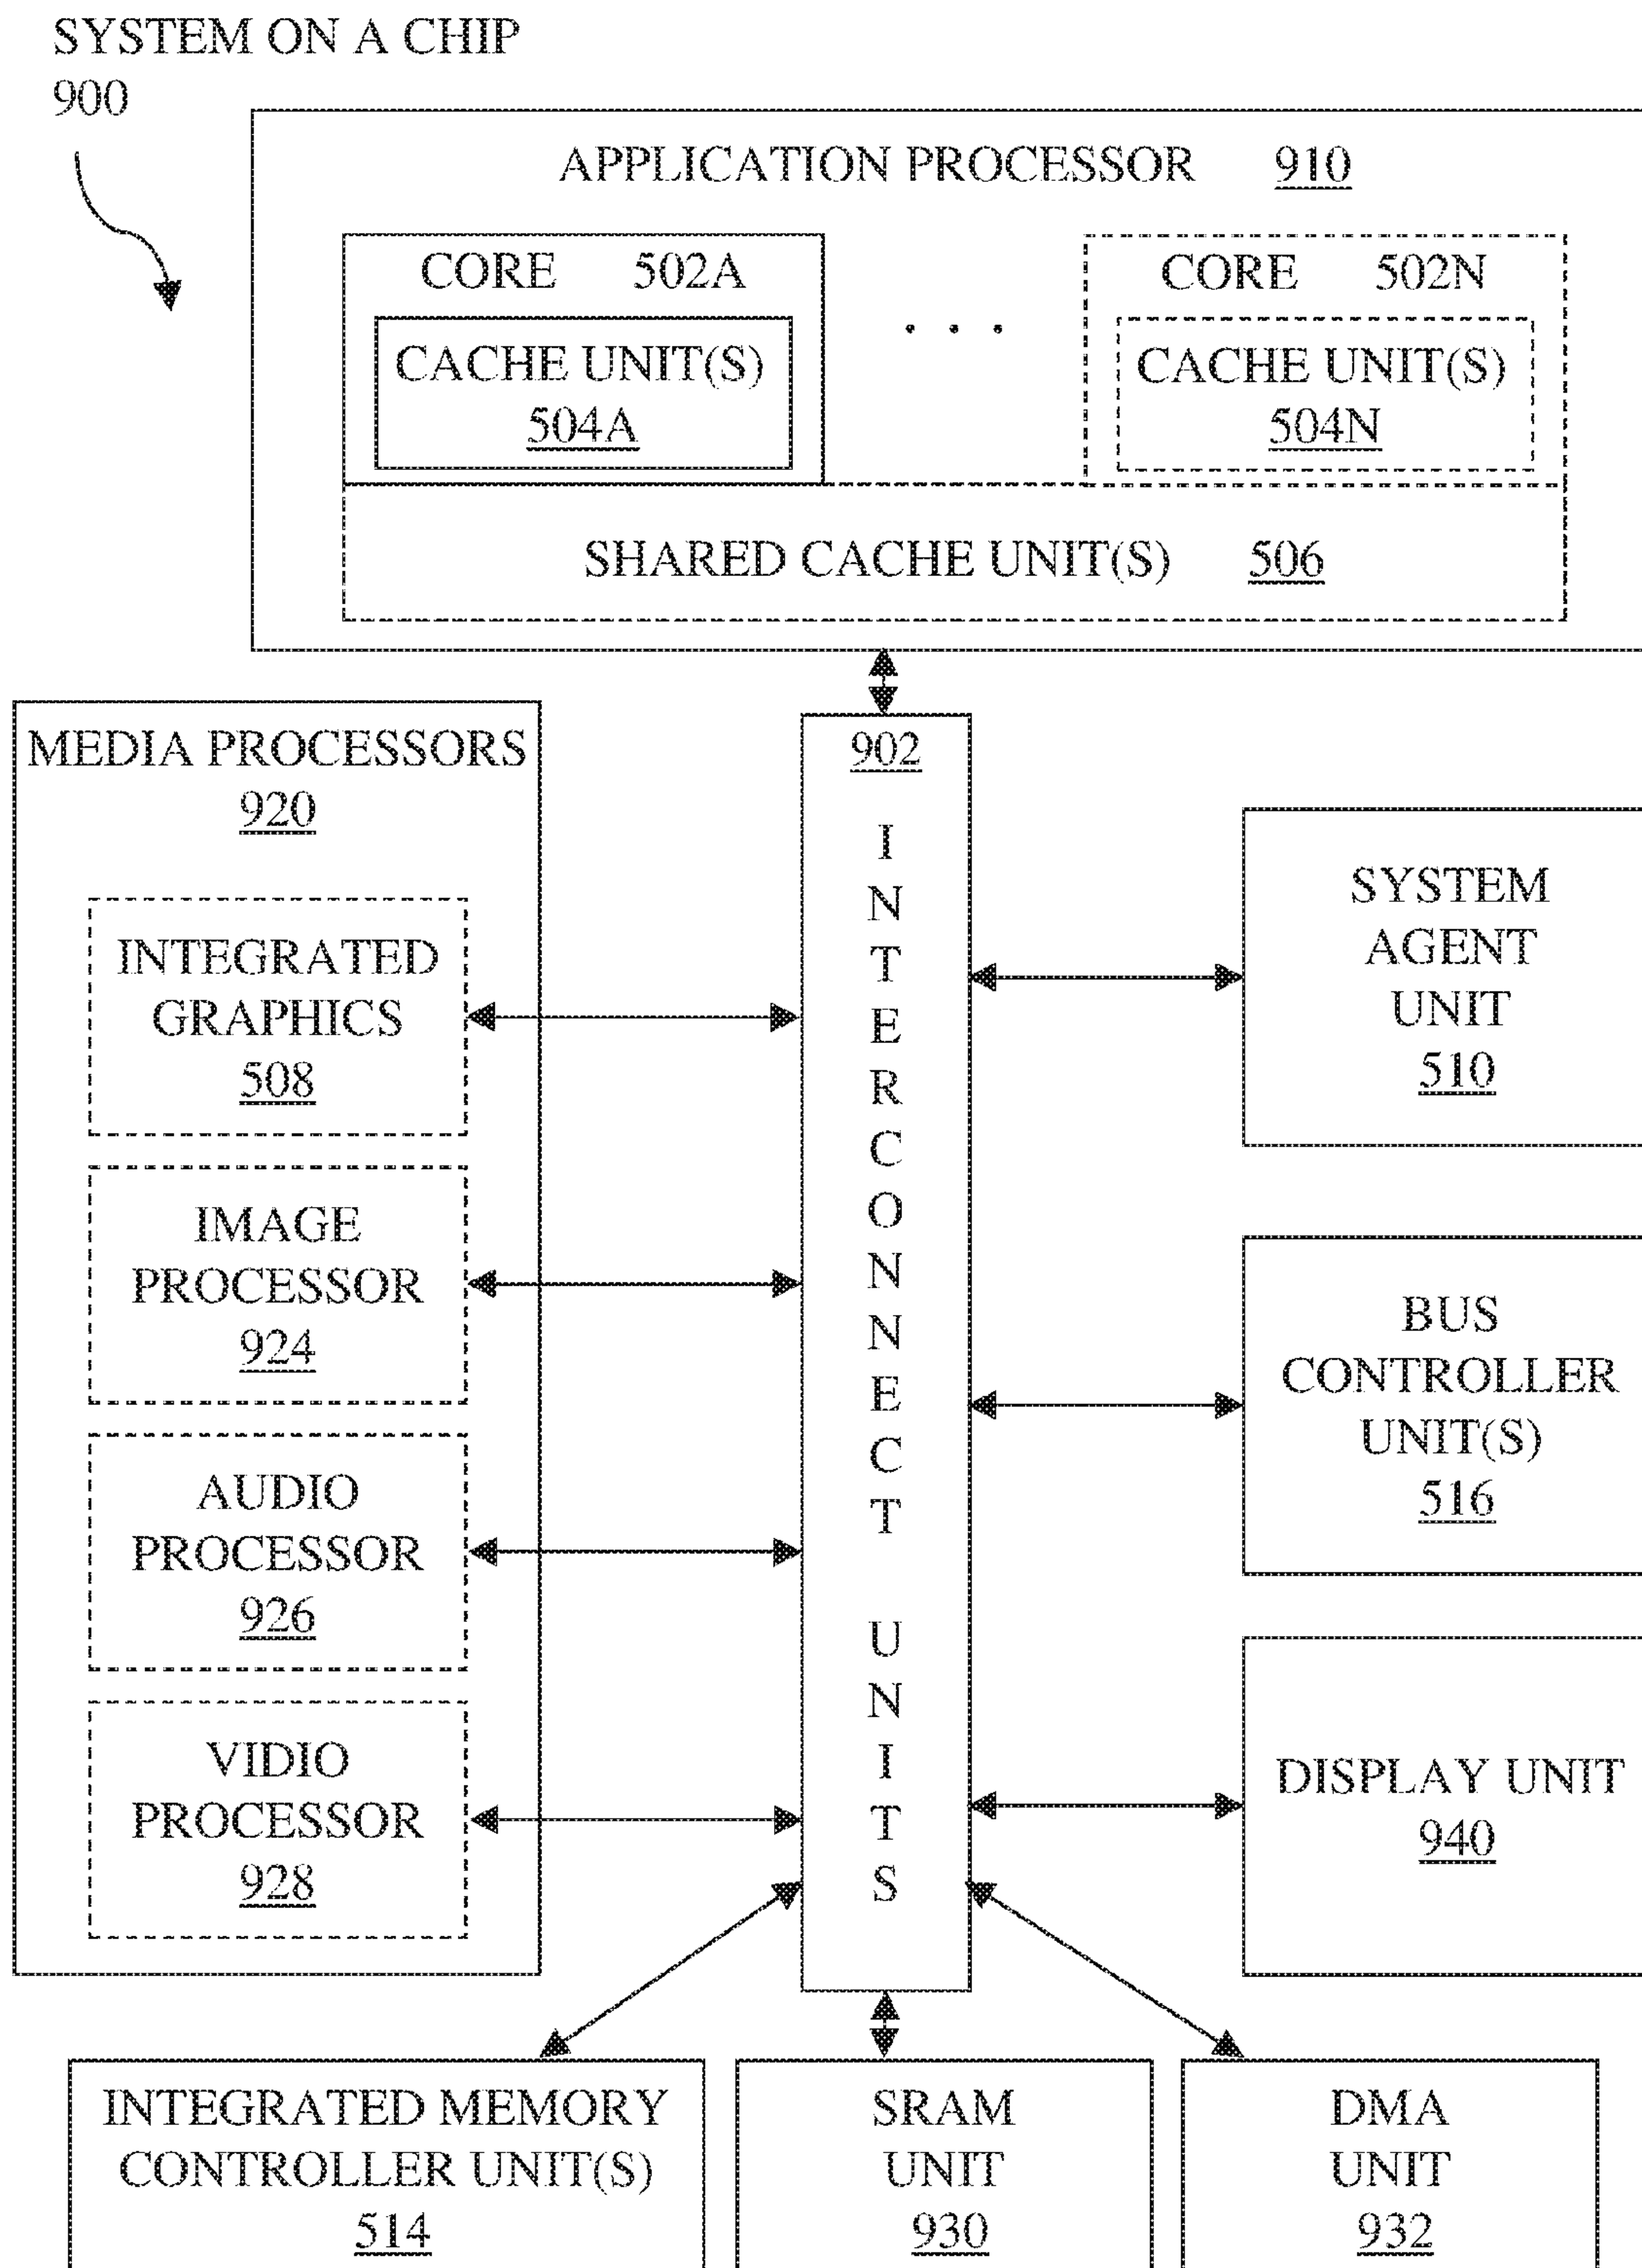 SYSTEM ON A CHIP
900
APPLICATION PROCESSOR 910
CORE 502A
CACHE UNIT(S)
504A
. . .
CORE 502N
CACHE UNIT(S)
504N
SHARED CACHE UNIT(S) 506
MEDIA PROCESSORS
920
INTEGRATED
GRAPHICS
508
IMAGE
PROCESSOR
924
AUDIO
PROCESSOR
926
VIDIO
PROCESSOR
928
902
INTERCONNECT UNITS
SYSTEM
AGENT
UNIT
510
BUS
CONTROLLER
UNIT(S)
516
DISPLAY UNIT
940
INTEGRATED MEMORY
CONTROLLER UNIT(S)
514
SRAM
UNIT
930
DMA
UNIT
932